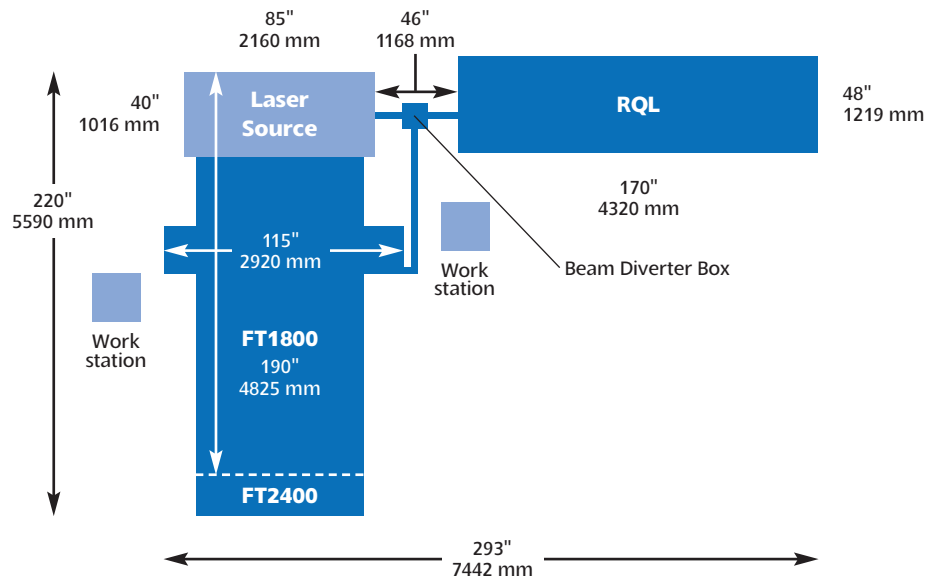 85"
2160 mm
46"
1168 mm
40"
1016 mm
Laser
Source
RQL
48"
1219 mm
220"
5590 mm
170"
4320 mm
115"
2920 mm
Work
station
Beam Diverter Box
Work
station
FT1800
190"
4825 mm
FT2400
293"
7442 mm